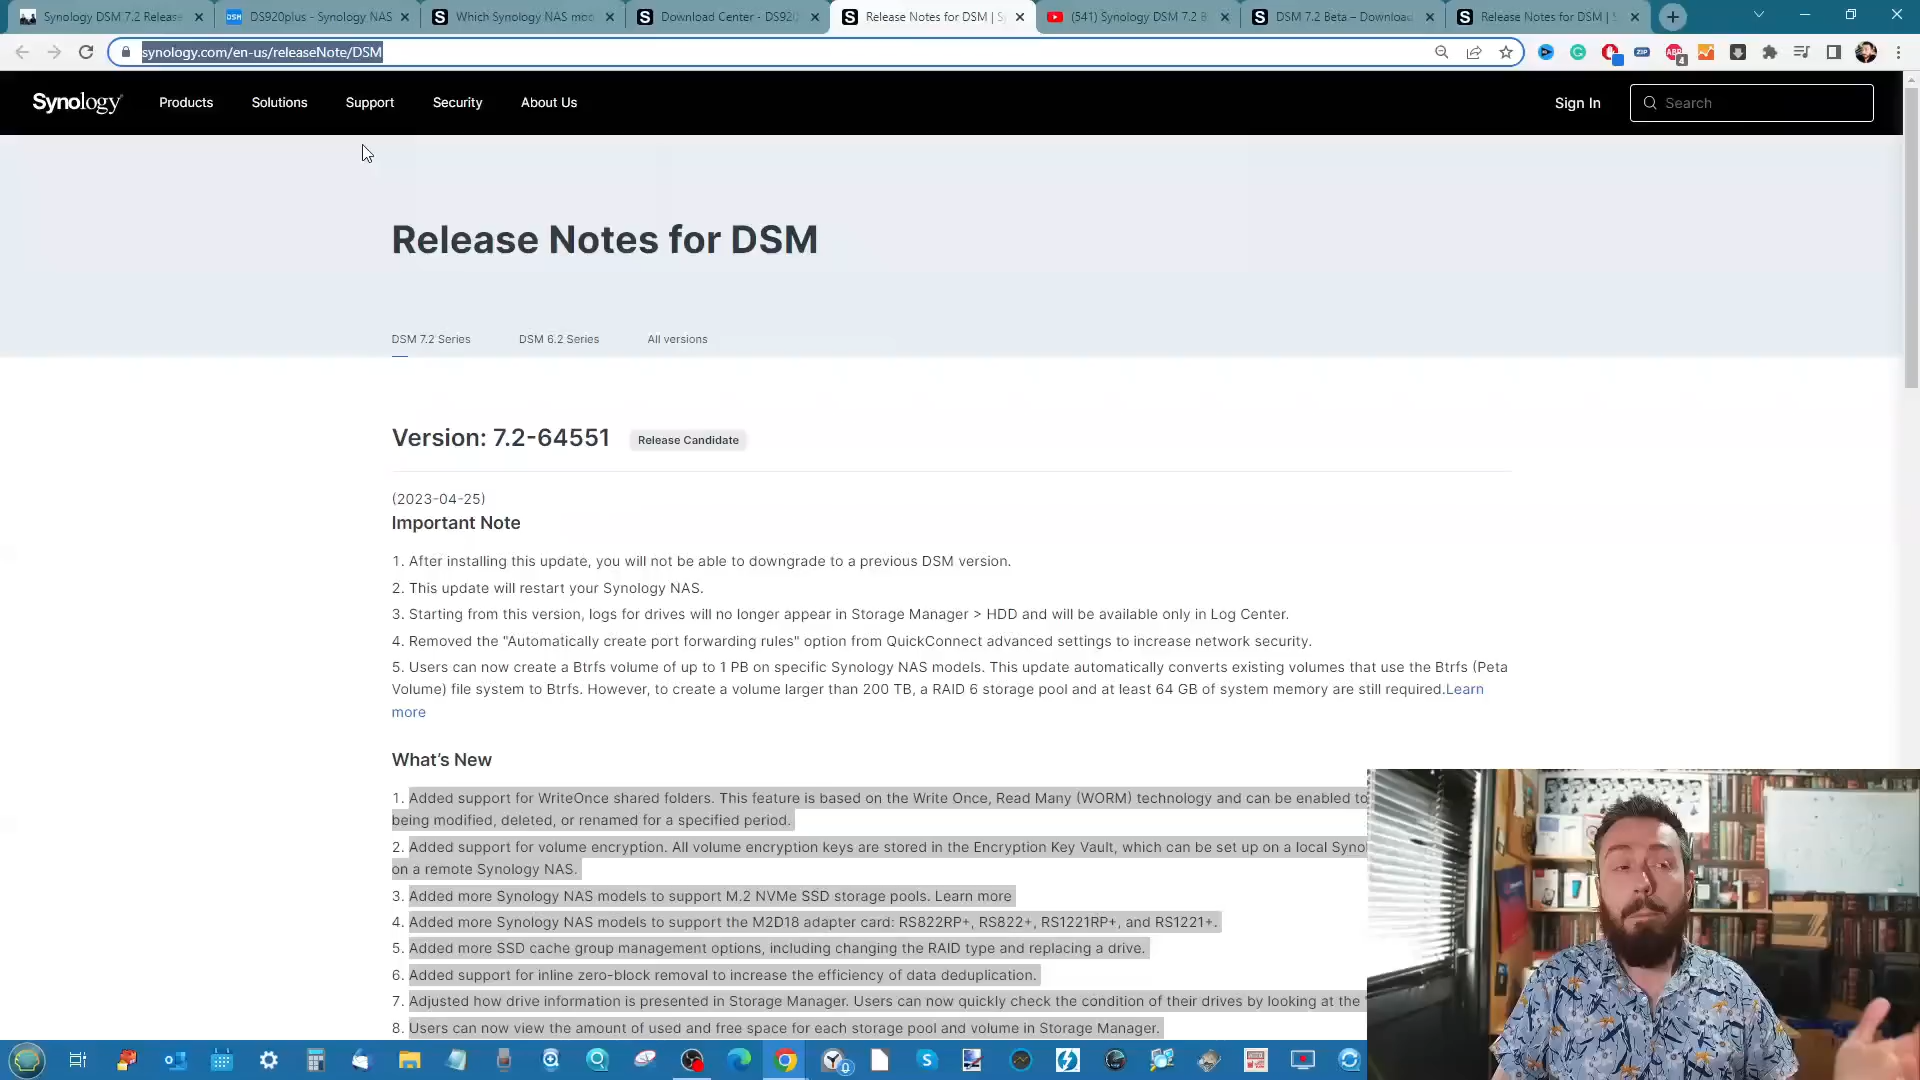 Synology DSM 7.2 Release
DS920plus - Synology NAS
Which Synology NAS mod
Download Center - DS920
Release Notes for DSM | S
(541) Synology DSM 7.2 B
DSM 7.2 Beta – Download
Release Notes for DSM | S
synology.com/en-us/releaseNote/DSM
Synology
Products
Solutions
Support
Security
About Us
Sign In
Search
Release Notes for DSM
DSM 7.2 Series
DSM 6.2 Series
All versions
Version: 7.2-64551
Release Candidate
(2023-04-25)
Important Note
1. After installing this update, you will not be able to downgrade to a previous DSM version.
2. This update will restart your Synology NAS.
3. Starting from this version, logs for drives will no longer appear in Storage Manager > HDD and will be available only in Log Center.
4. Removed the "Automatically create port forwarding rules" option from QuickConnect advanced settings to increase network security.
5. Users can now create a Btrfs volume of up to 1 PB on specific Synology NAS models. This update automatically converts existing volumes that use the Btrfs (Peta
Volume) file system to Btrfs. However, to create a volume larger than 200 TB, a RAID 6 storage pool and at least 64 GB of system memory are still required.Learn
more
What's New
1. Added support for WriteOnce shared folders. This feature is based on the Write Once, Read Many (WORM) technology and can be enabled to
being modified, deleted, or renamed for a specified period.
2. Added support for volume encryption. All volume encryption keys are stored in the Encryption Key Vault, which can be set up on a local Syno
on a remote Synology NAS.
3. Added more Synology NAS models to support M.2 NVMe SSD storage pools. Learn more
4. Added more Synology NAS models to support the M2D18 adapter card: RS822RP+, RS822+, RS1221RP+, and RS1221+.
5. Added more SSD cache group management options, including changing the RAID type and replacing a drive.
6. Added support for inline zero-block removal to increase the efficiency of data deduplication.
7. Adjusted how drive information is presented in Storage Manager. Users can now quickly check the condition of their drives by looking at the
8. Users can now view the amount of used and free space for each storage pool and volume in Storage Manager.